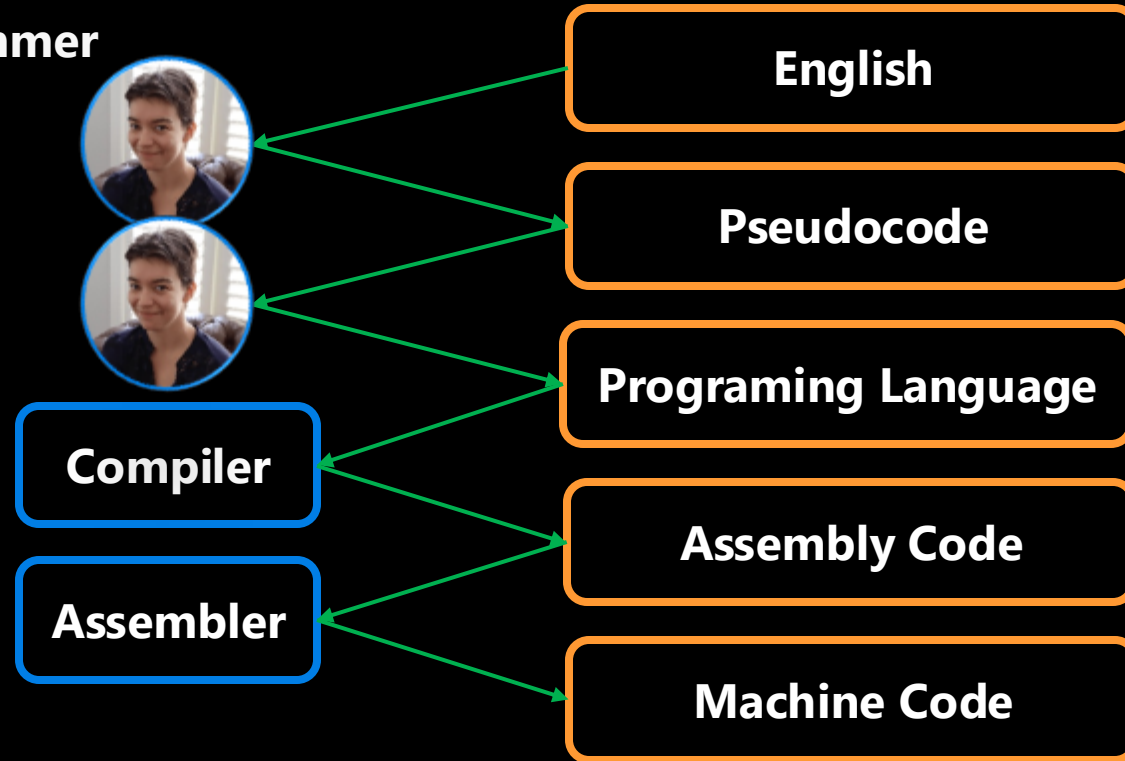 mmer
English
Pseudocode
Programing Language
Compiler
Assembly Code
Assembler
Machine Code